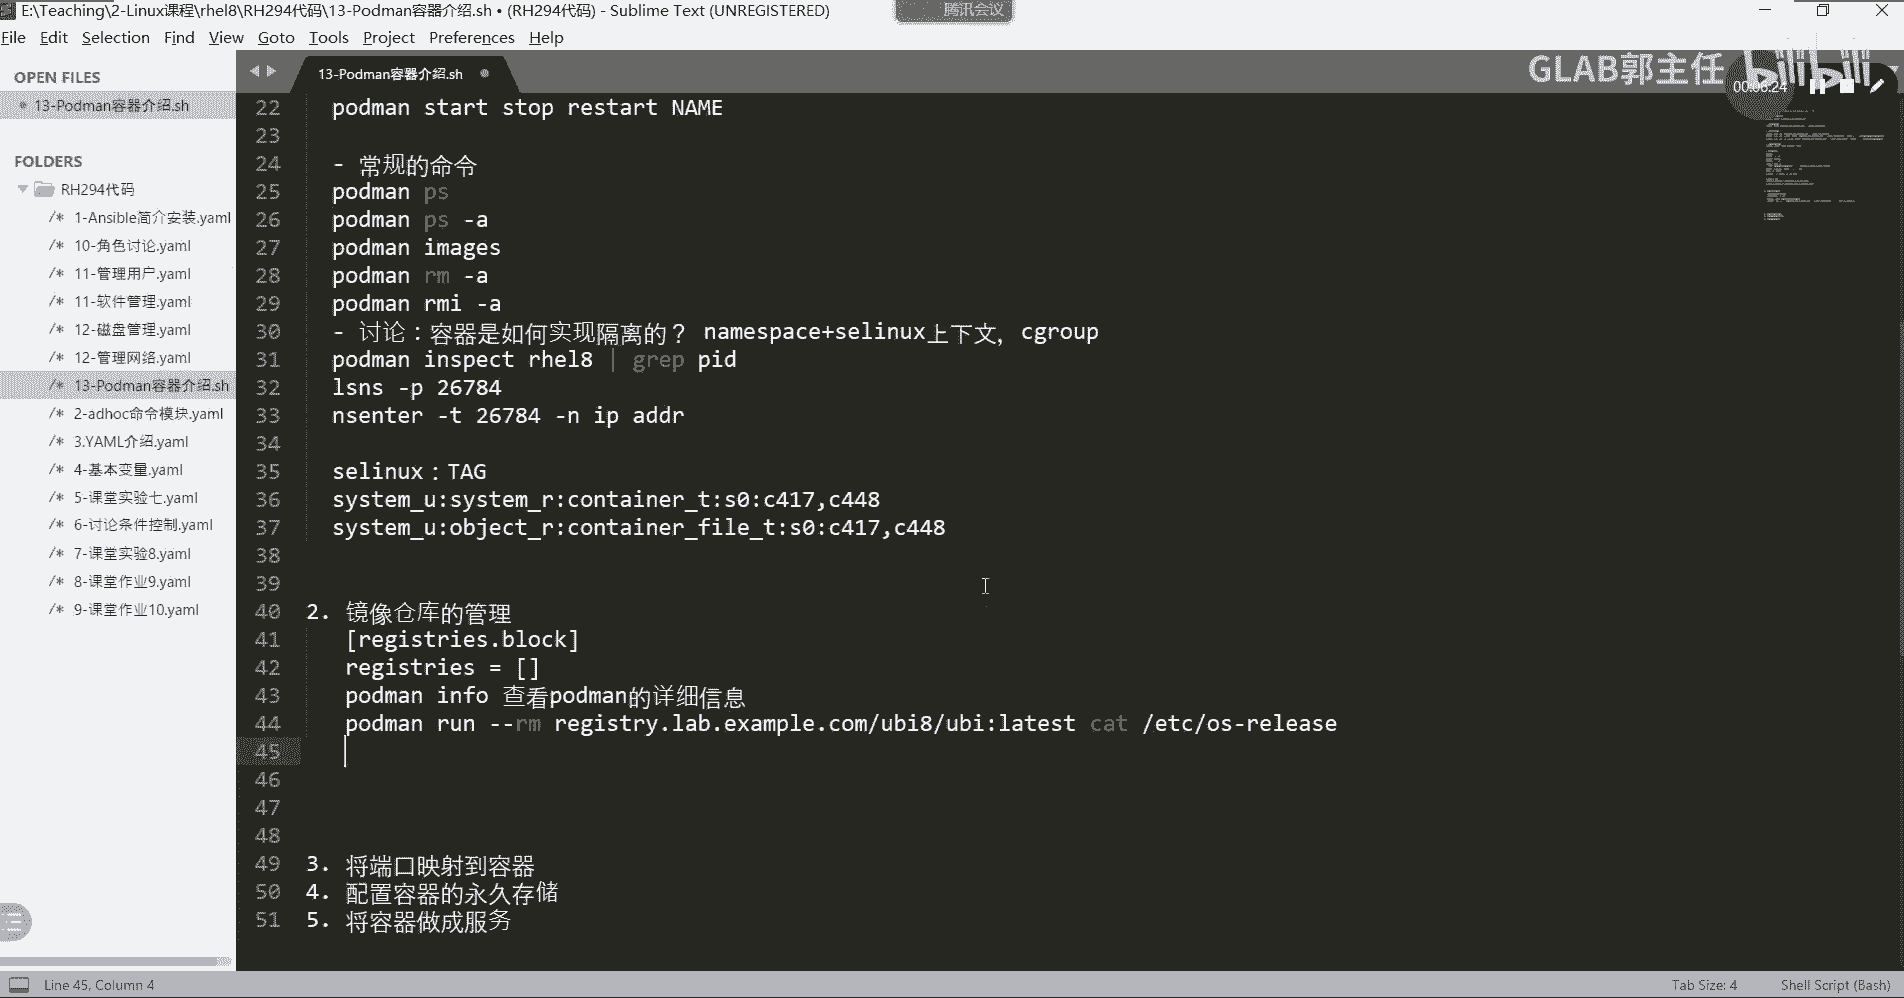 E:\Teaching\2-Linux课程\rhel8\RH294代码\13-Podman容器介绍.sh • (RH294代码) - Sublime Text (UNREGISTERED)
腾讯会议
File Edit Selection Find View Goto Tools Project Preferences Help
GLAB郭主任 bilibili
00:06:24
OPEN FILES
13-Podman容器介绍.sh
FOLDERS
RH294代码
/* 1-Ansible简介安装.yaml
/* 10-角色讨论.yaml
/* 11-管理用户.yaml
/* 11-软件管理.yaml
/* 12-磁盘管理.yaml
/* 12-管理网络.yaml
/* 13-Podman容器介绍.sh
/* 2-adhoc命令模块.yaml
/* 3.YAML介绍.yaml
/* 4-基本变量.yaml
/* 5-课堂实验七.yaml
/* 6-讨论条件控制.yaml
/* 7-课堂实验8.yaml
/* 8-课堂作业9.yaml
/* 9-课堂作业10.yaml
13-Podman容器介绍.sh
22 podman start stop restart NAME
23
24 - 常规的命令
25 podman ps
26 podman ps -a
27 podman images
28 podman rm -a
29 podman rmi -a
30 - 讨论：容器是如何实现隔离的？ namespace+selinux上下文，cgroup
31 podman inspect rhel8 | grep pid
32 lsns -p 26784
33 nsenter -t 26784 -n ip addr
34
35 selinux：TAG
36 system_u:system_r:container_t:s0:c417,c448
37 system_u:object_r:container_file_t:s0:c417,c448
38
39
40 2. 镜像仓库的管理
41 [registries.block]
42 registries = []
43 podman info 查看podman的详细信息
44 podman run --rm registry.lab.example.com/ubi8/ubi:latest cat /etc/os-release
45
46
47
48
49 3. 将端口映射到容器
50 4. 配置容器的永久存储
51 5. 将容器做成服务
Line 45, Column 4
Tab Size: 4
Shell Script (Bash)